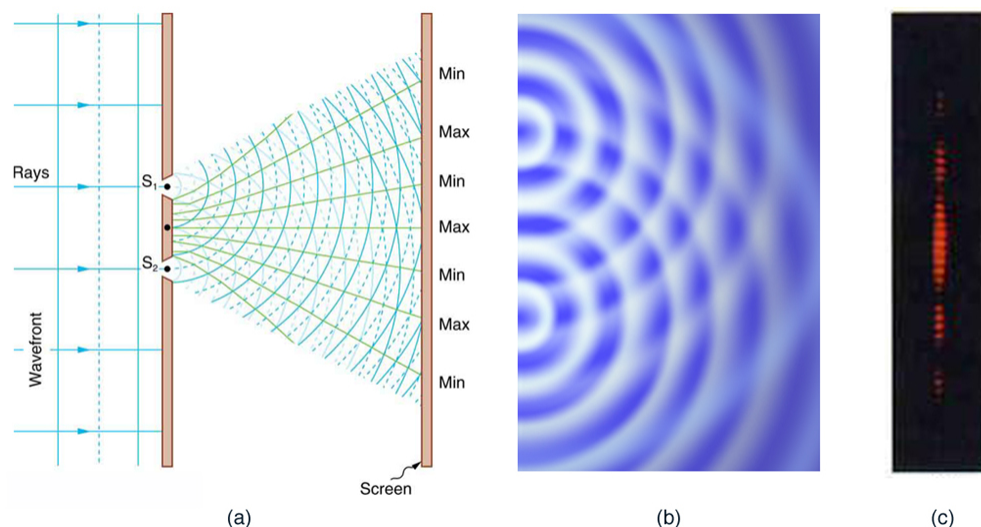 Min
Max
Rays
S1
Min
Max
S2
Min
Wavefront
Max
Min
Screen
(a)
(b)
(c)